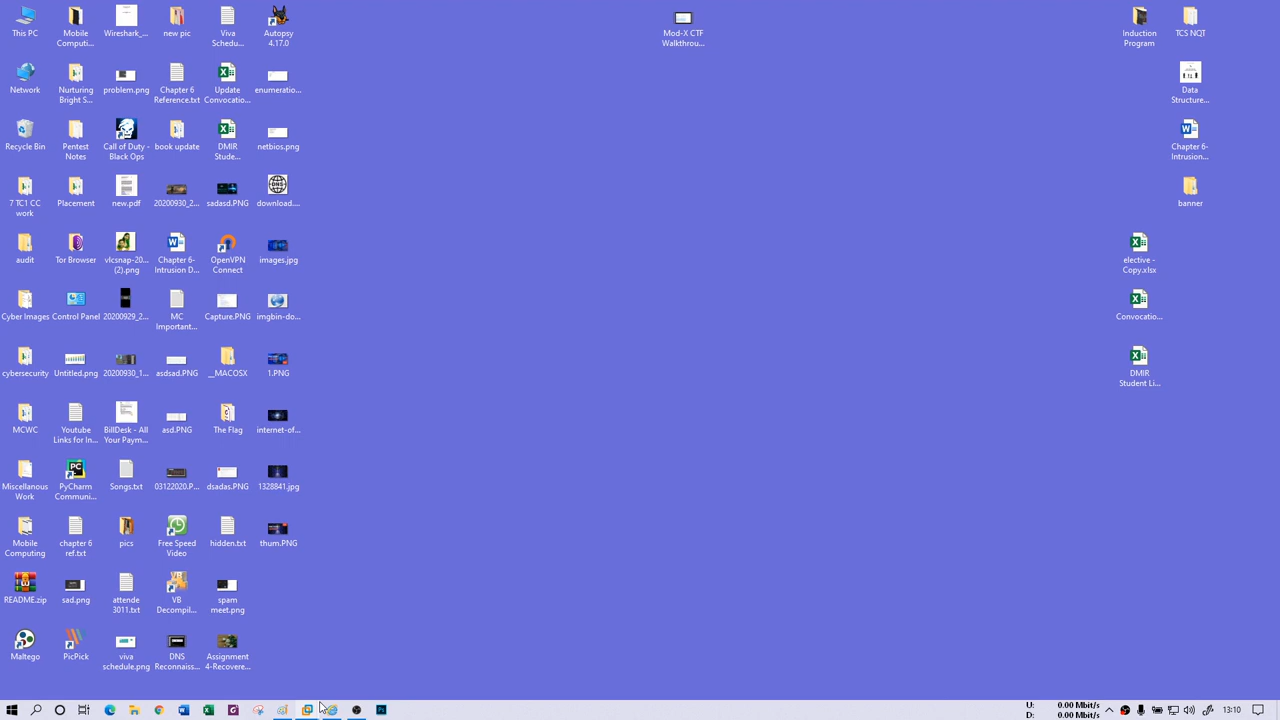 This PC
Mobile
Computi...
Wireshark_...
new pic
Viva
Schedu...
Autopsy
4.17.0
Mod-X CTF
Walkthrou...
Induction
Program
TCS NQT
Network
Nurturing
Bright S...
problem.png
Chapter 6
Reference.txt
Update
Convocatio...
enumeratio...
Data
Structure...
Recycle Bin
Pentest
Notes
Call of Duty -
Black Ops
book update
DMIR
Stude...
netbios.png
Chapter 6-
Intrusion...
7 TC1 CC
work
Placement
new.pdf
20200930_2...
sadasd.PNG
DNS
download....
banner
audit
Tor Browser
vlcsnap-20...
(2).png
Chapter 6-
Intrusion D...
OpenVPN
Connect
images.jpg
elective -
Copy.xlsx
Cyber Images
Control Panel
20200929_2...
MC
Important...
Capture.PNG
imgbin-do...
Convocatio...
cybersecurity
Untitled.png
20200930_1...
asdsad.PNG
__MACOSX
1.PNG
DMIR
Student Li...
MCWC
Youtube
Links for In...
BillDesk - All
Your Paym...
asd.PNG
The Flag
internet-of...
Miscellanous
Work
PyCharm
Communi...
Songs.txt
03122020.P...
dsadas.PNG
1328841.jpg
Mobile
Computing
chapter 6
ref.txt
pics
Free Speed
Video
hidden.txt
thum.PNG
README.zip
sad.png
attende
3011.txt
VB
Decompil...
spam
meet.png
Maltego
PicPick
viva
schedule.png
DNS
Reconnaiss...
Assignment
4-Recovere...
U: 0.00 Mbit/s
D: 0.00 Mbit/s
13:10